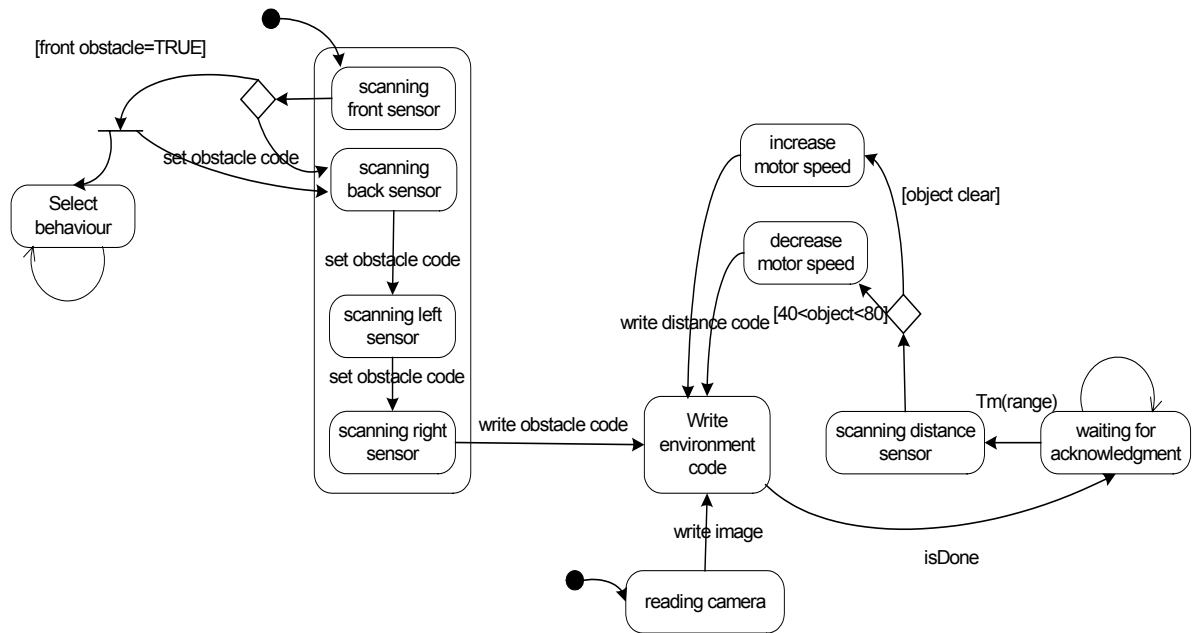 [front obstacle=TRUE]
scanning
front sensor
set obstacle code
scanning
back sensor
Select
behaviour
set obstacle code
scanning left
sensor
set obstacle code
scanning right
sensor
write obstacle code
increase
motor speed
[object clear]
decrease
motor speed
write distance code
[40<object<80]
Write
environment
code
Tm(range)
scanning distance
sensor
waiting for
acknowledgment
write image
isDone
reading camera